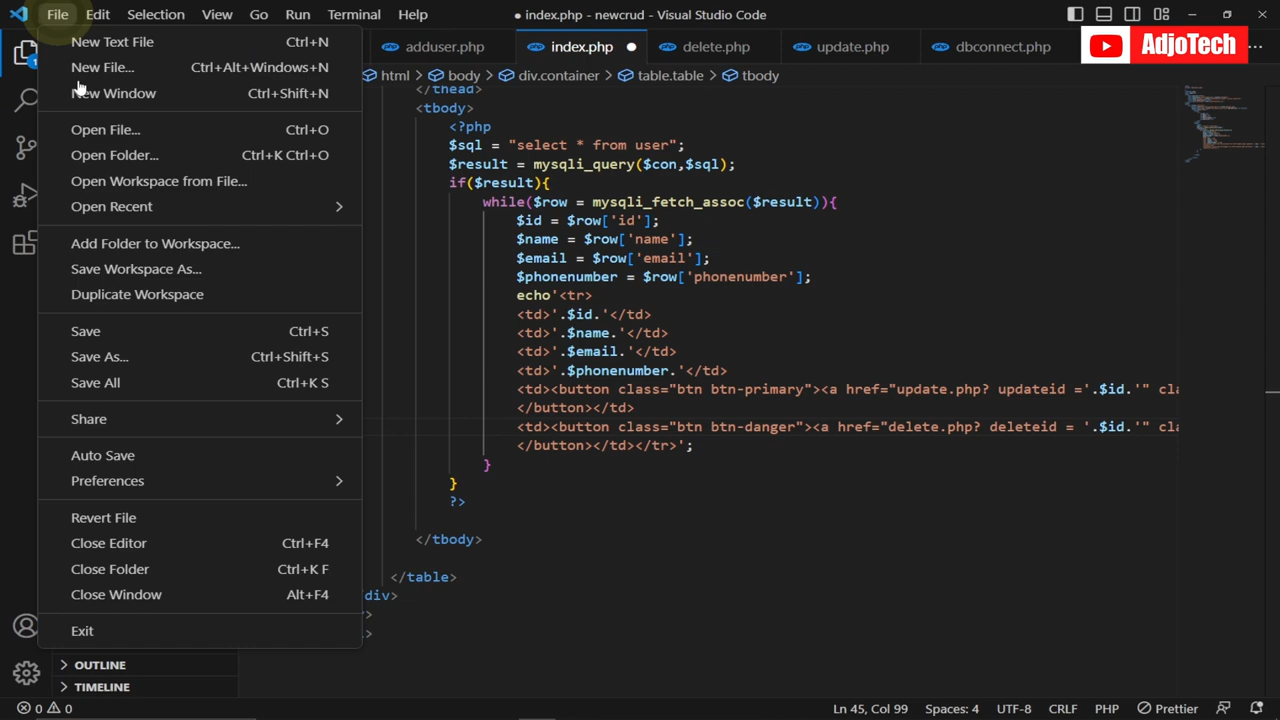 File Edit Selection View Go Run Terminal Help
● index.php - newcrud - Visual Studio Code
AdjoTech
adduser.php index.php delete.php update.php dbconnect.php
html > body > div.container > table.table > tbody
1
New Text File Ctrl+N
New File... Ctrl+Alt+Windows+N
New Window Ctrl+Shift+N
Open File... Ctrl+O
Open Folder... Ctrl+K Ctrl+O
Open Workspace from File...
Open Recent
Add Folder to Workspace...
Save Workspace As...
Duplicate Workspace
Save Ctrl+S
Save As... Ctrl+Shift+S
Save All Ctrl+K S
Share
Auto Save
Preferences
Revert File
Close Editor Ctrl+F4
Close Folder Ctrl+K F
Close Window Alt+F4
Exit
OUTLINE
TIMELINE
</thead>
<tbody>
<?php
$sql = "select * from user";
$result = mysqli_query($con,$sql);
if($result){
while($row = mysqli_fetch_assoc($result)){
$id = $row['id'];
$name = $row['name'];
$email = $row['email'];
$phonenumber = $row['phonenumber'];
echo'<tr>
<td>'.$id.'</td>
<td>'.$name.'</td>
<td>'.$email.'</td>
<td>'.$phonenumber.'</td>
<td><button class="btn btn-primary"><a href="update.php? updateid ='.$id.'" cla
</button></td>
<td><button class="btn btn-danger"><a href="delete.php? deleteid = '.$id.'" cla
</button></td></tr>';
}
}
?>
</tbody>
</table>
div>
>
>
0 0 Ln 45, Col 99 Spaces: 4 UTF-8 CRLF PHP Prettier